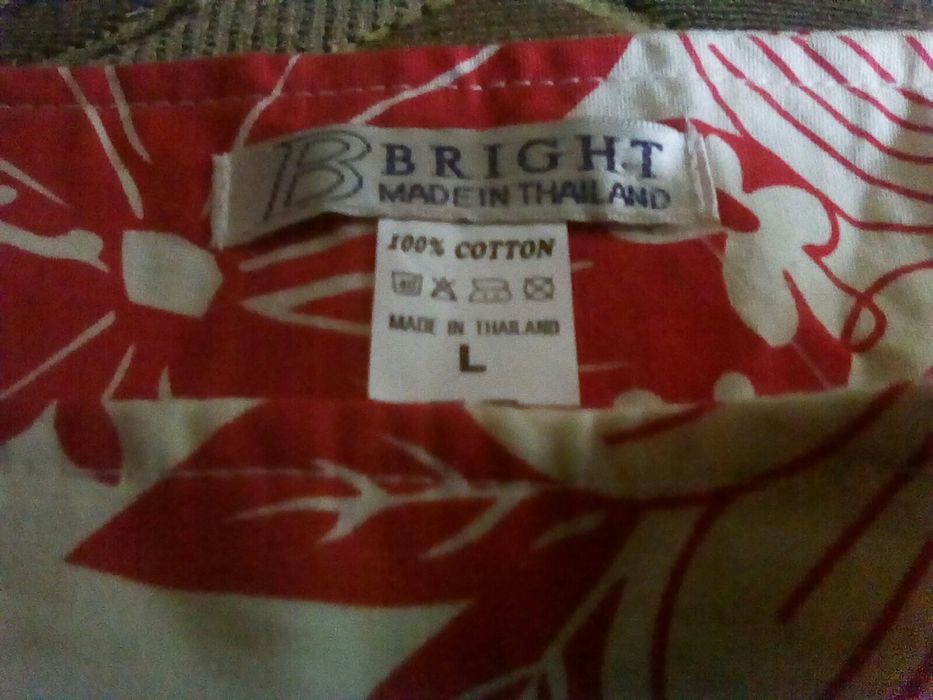 B BRIGHT
MADE IN THAILAND
100% COTTON
MADE IN THAILAND
L